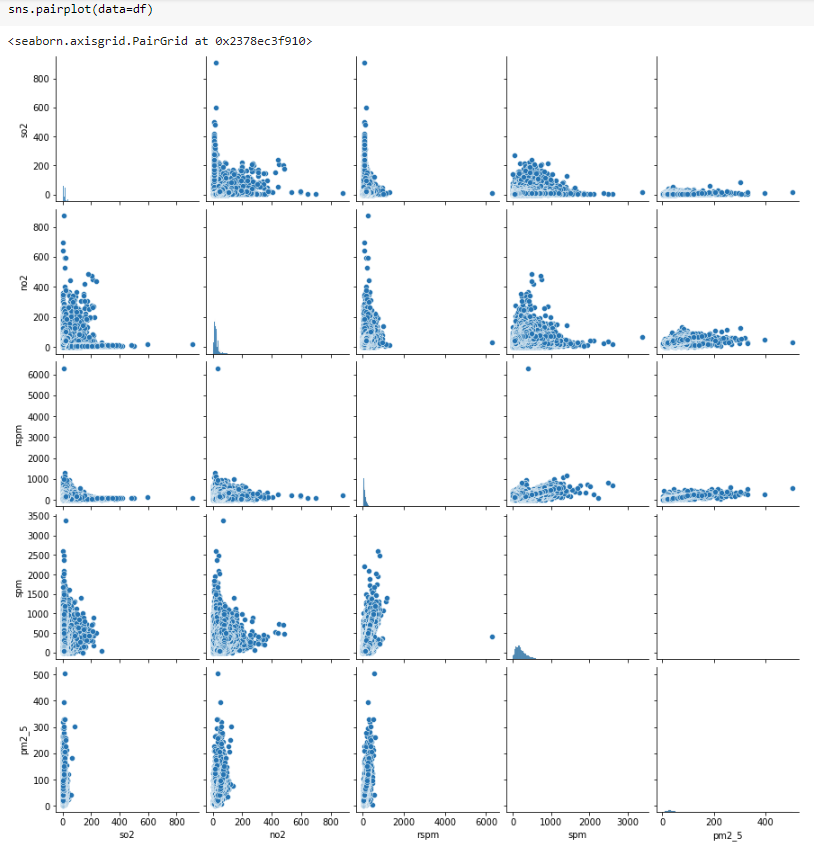 sns.pairplot(data=df)
<seaborn.axisgrid.PairGrid at 0x2378ec3f910>
800
600
400
200
0
so2
800
600
400
200
0
no2
6000
5000
4000
3000
2000
1000
0
rspm
3500
3000
2500
2000
1500
1000
500
0
spm
500
400
300
200
100
0
pm2_5
0 200 400 600 800
0 200 400 600 800
0 2000 4000 6000
0 1000 2000 3000
0 200 400
so2 no2 rspm spm pm2_5